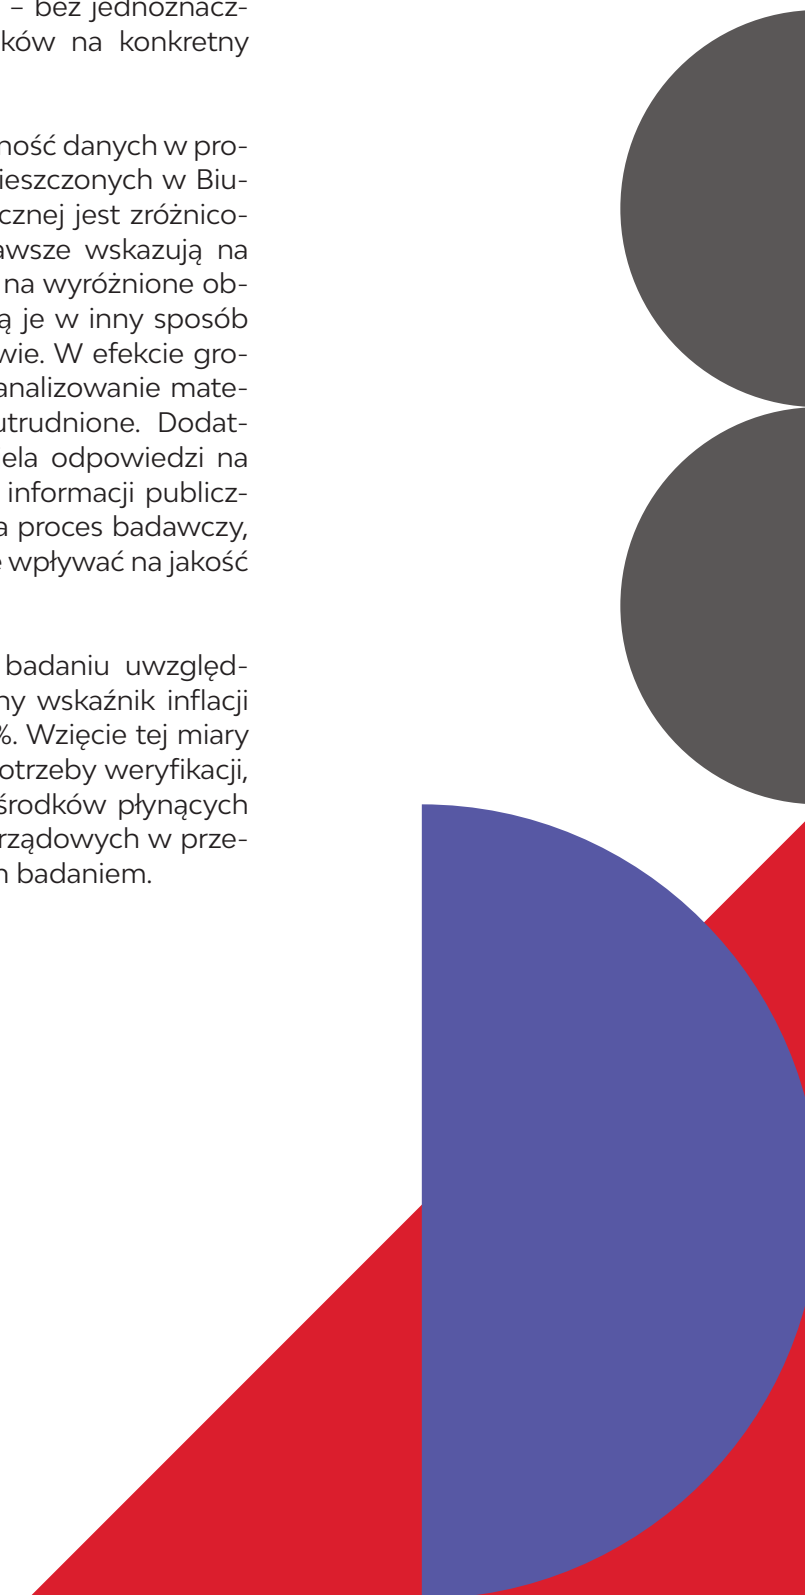 – bez jednoznacz-
ków na konkretny
ność danych w pro-
ieszczonych w Biu-
cznej jest zróżnico-
awsze wskazują na
na wyróżnione ob-
ą je w inny sposób
wie. W efekcie gro-
analizowanie mate-
utrudnione. Dodat-
ela odpowiedzi na
informacji publicz-
a proces badawczy,
e wpływać na jakość
badaniu uwzględ-
ny wskaźnik inflacji
%. Wzięcie tej miary
otrzeby weryfikacji,
środków płynących
rządowych w prze-
m badaniem.